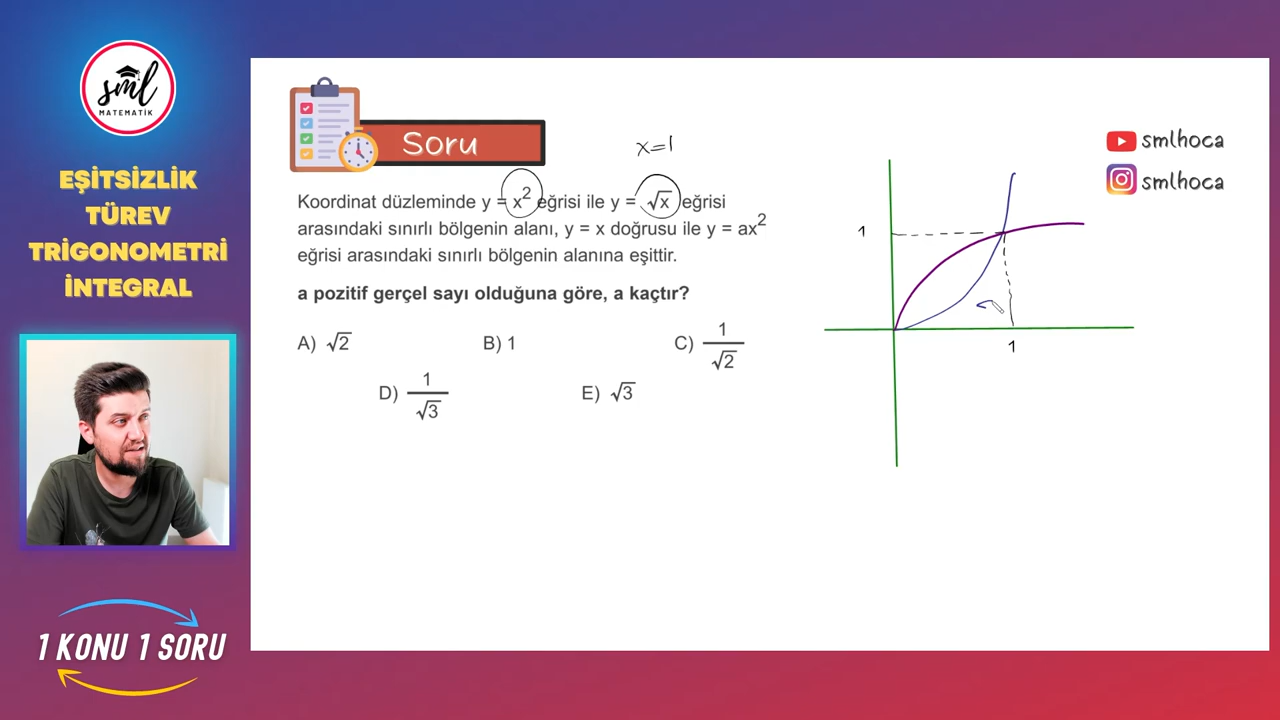 sml
MATEMATİK
EŞİTSİZLİK
TÜREV
TRİGONOMETRİ
İNTEGRAL
1 KONU 1 SORU
Soru
x=1
Koordinat düzleminde y = x² eğrisi ile y = √x eğrisi
arasındaki sınırlı bölgenin alanı, y = x doğrusu ile y = ax²
eğrisi arasındaki sınırlı bölgenin alanına eşittir.
a pozitif gerçel sayı olduğuna göre, a kaçtır?
A) √2 B) 1 C) 1/√2
D) 1/√3 E) √3
smlhoca
smlhoca
1
1